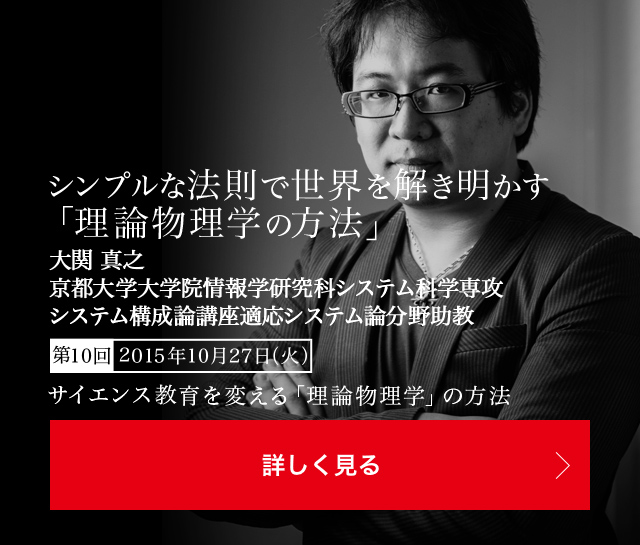 シンプルな法則で世界を解き明かす
「理論物理学の方法」
大関 真之
京都大学大学院情報学研究科システム科学専攻
システム構成論講座適応システム論分野助教
第10回 2015年10月27日(火)
サイエンス教育を変える「理論物理学」の方法
詳しく見る